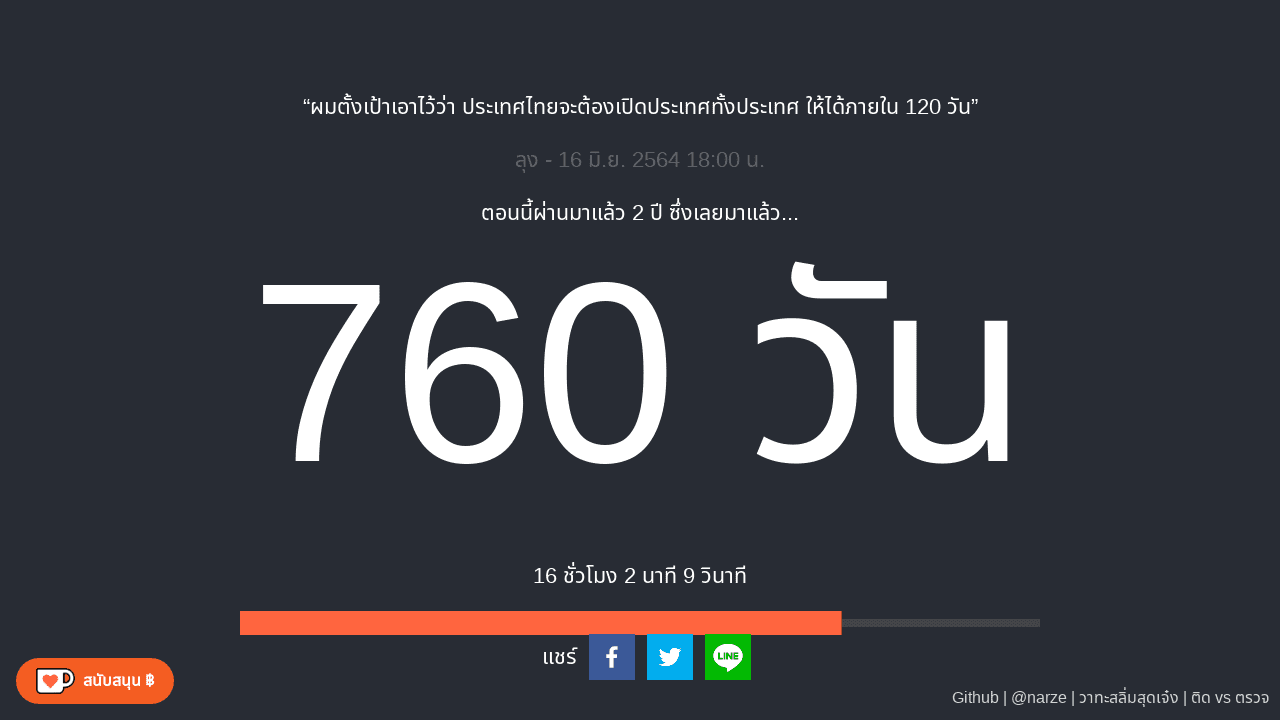 “ผมตั้งเป้าเอาไว้ว่า ประเทศไทยจะต้องเปิดประเทศทั้งประเทศ ให้ได้ภายใน 120 วัน”
ลุง - 16 มิ.ย. 2564 18:00 น.
ตอนนี้ผ่านมาแล้ว 2 ปี ซึ่งเลยมาแล้ว...
760 วัน
16 ชั่วโมง 2 นาที 9 วินาที
แชร์
LINE
สนับสนุน ฿
Github | @narze | วาทะสลิ่มสุดเจ๋ง | ติด vs ตรวจ